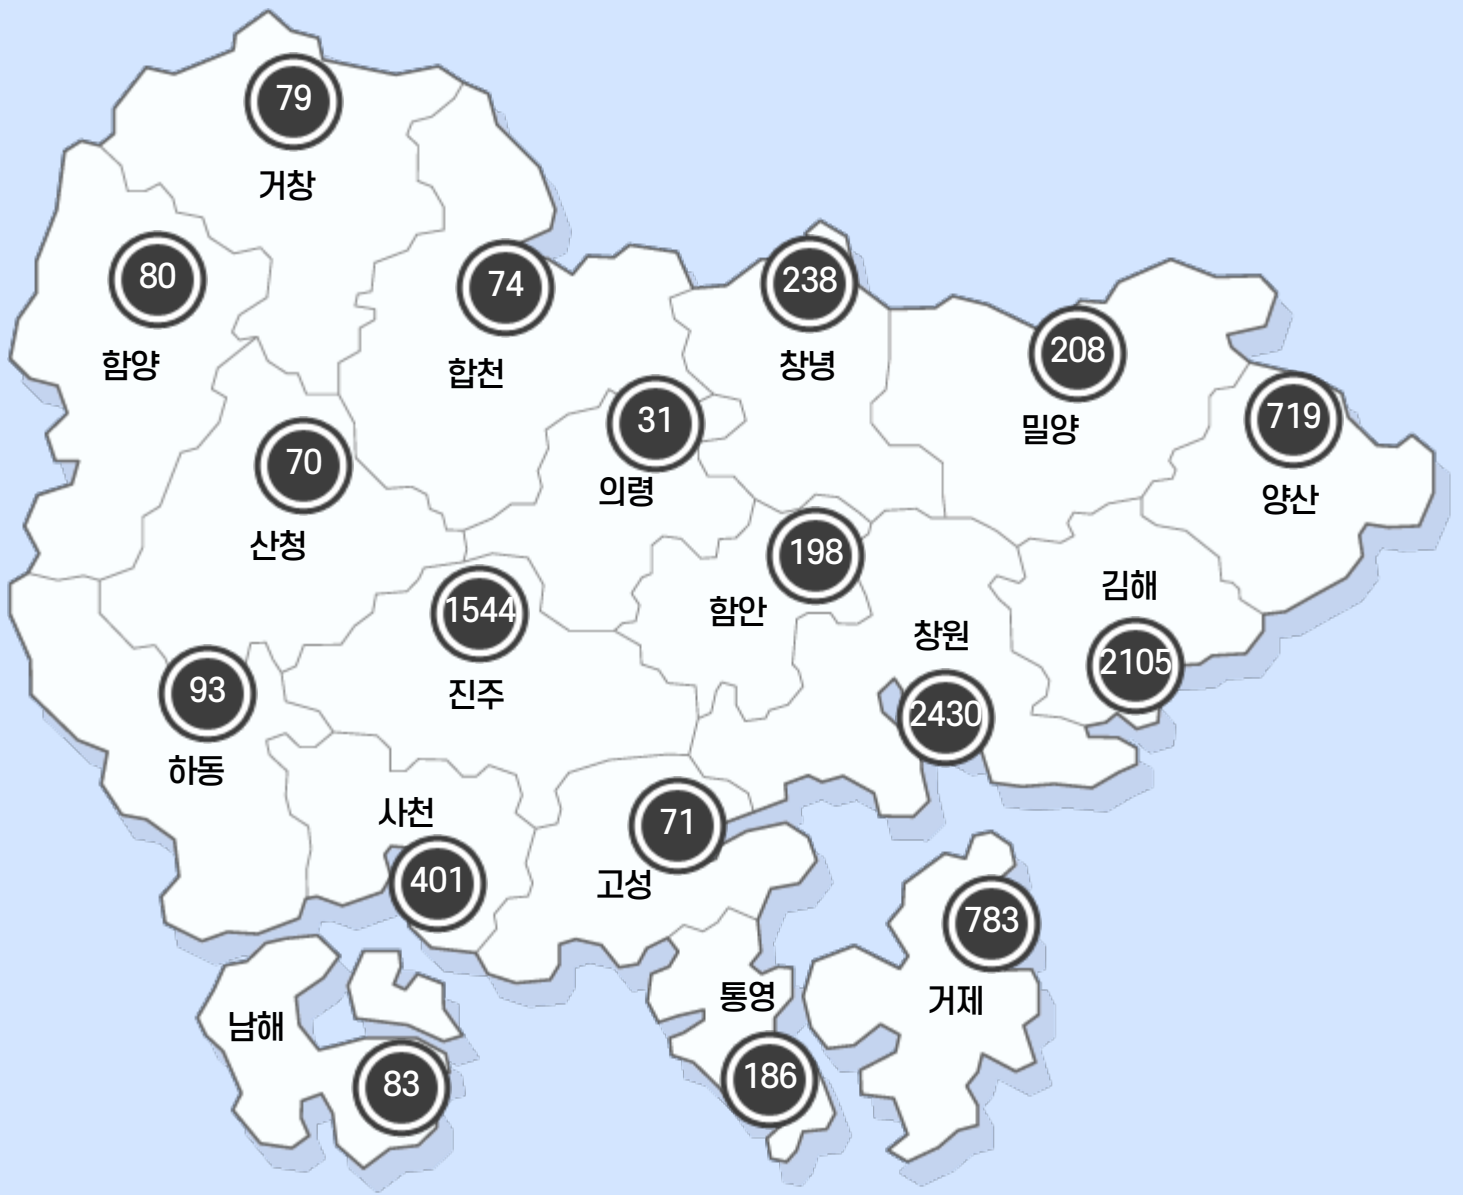 79
거창
80
함양
74
합천
238
창녕
208
밀양
719
양산
31
의령
70
산청
198
함안
김해
2105
1544
진주
창원
2430
93
하동
사천
401
71
고성
783
거제
통영
186
남해
83